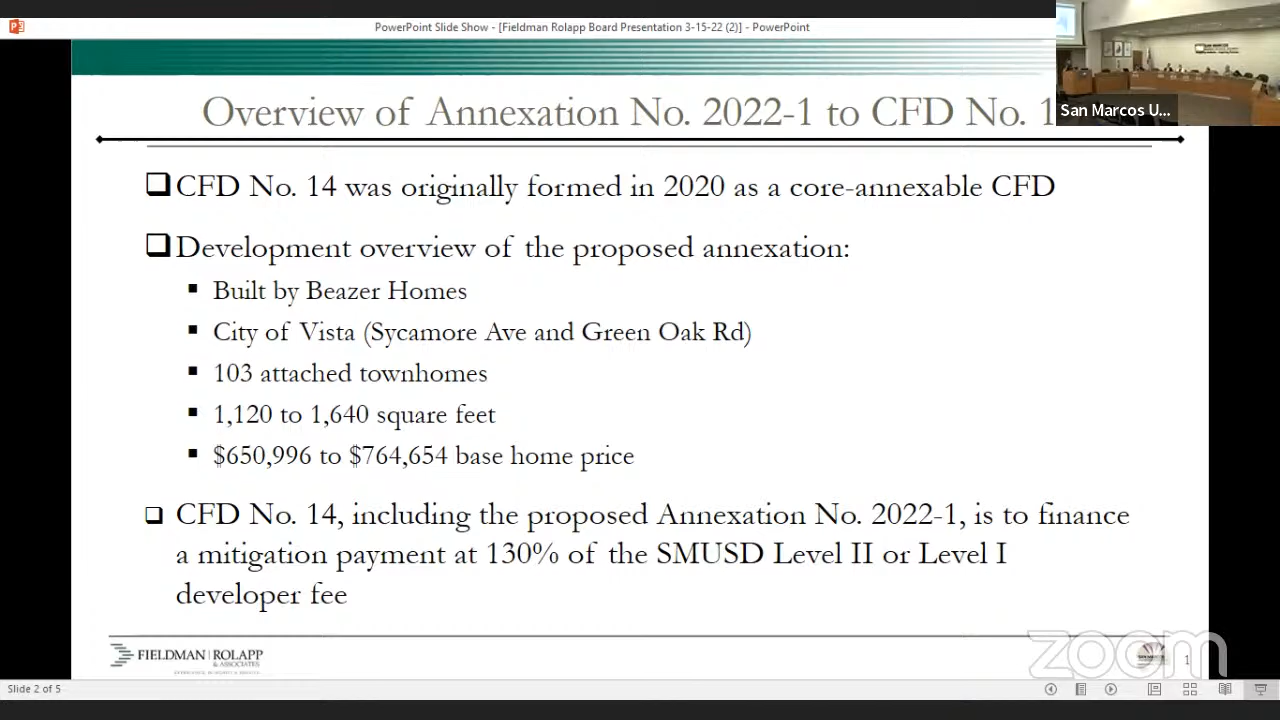 PowerPoint Slide Show - [Fieldman Rolapp Board Presentation 3-15-22 (2)] - PowerPoint
Overview of Annexation No. 2022-1 to CFD No. 1
San Marcos U...
CFD No. 14 was originally formed in 2020 as a core-annexable CFD
Development overview of the proposed annexation:
Built by Beazer Homes
City of Vista (Sycamore Ave and Green Oak Rd)
103 attached townhomes
1,120 to 1,640 square feet
$650,996 to $764,654 base home price
CFD No. 14, including the proposed Annexation No. 2022-1, is to finance
a mitigation payment at 130% of the SMUSD Level II or Level I
developer fee
FIELDMAN | ROLAPP
& ASSOCIATES
zoom
1
Slide 2 of 5